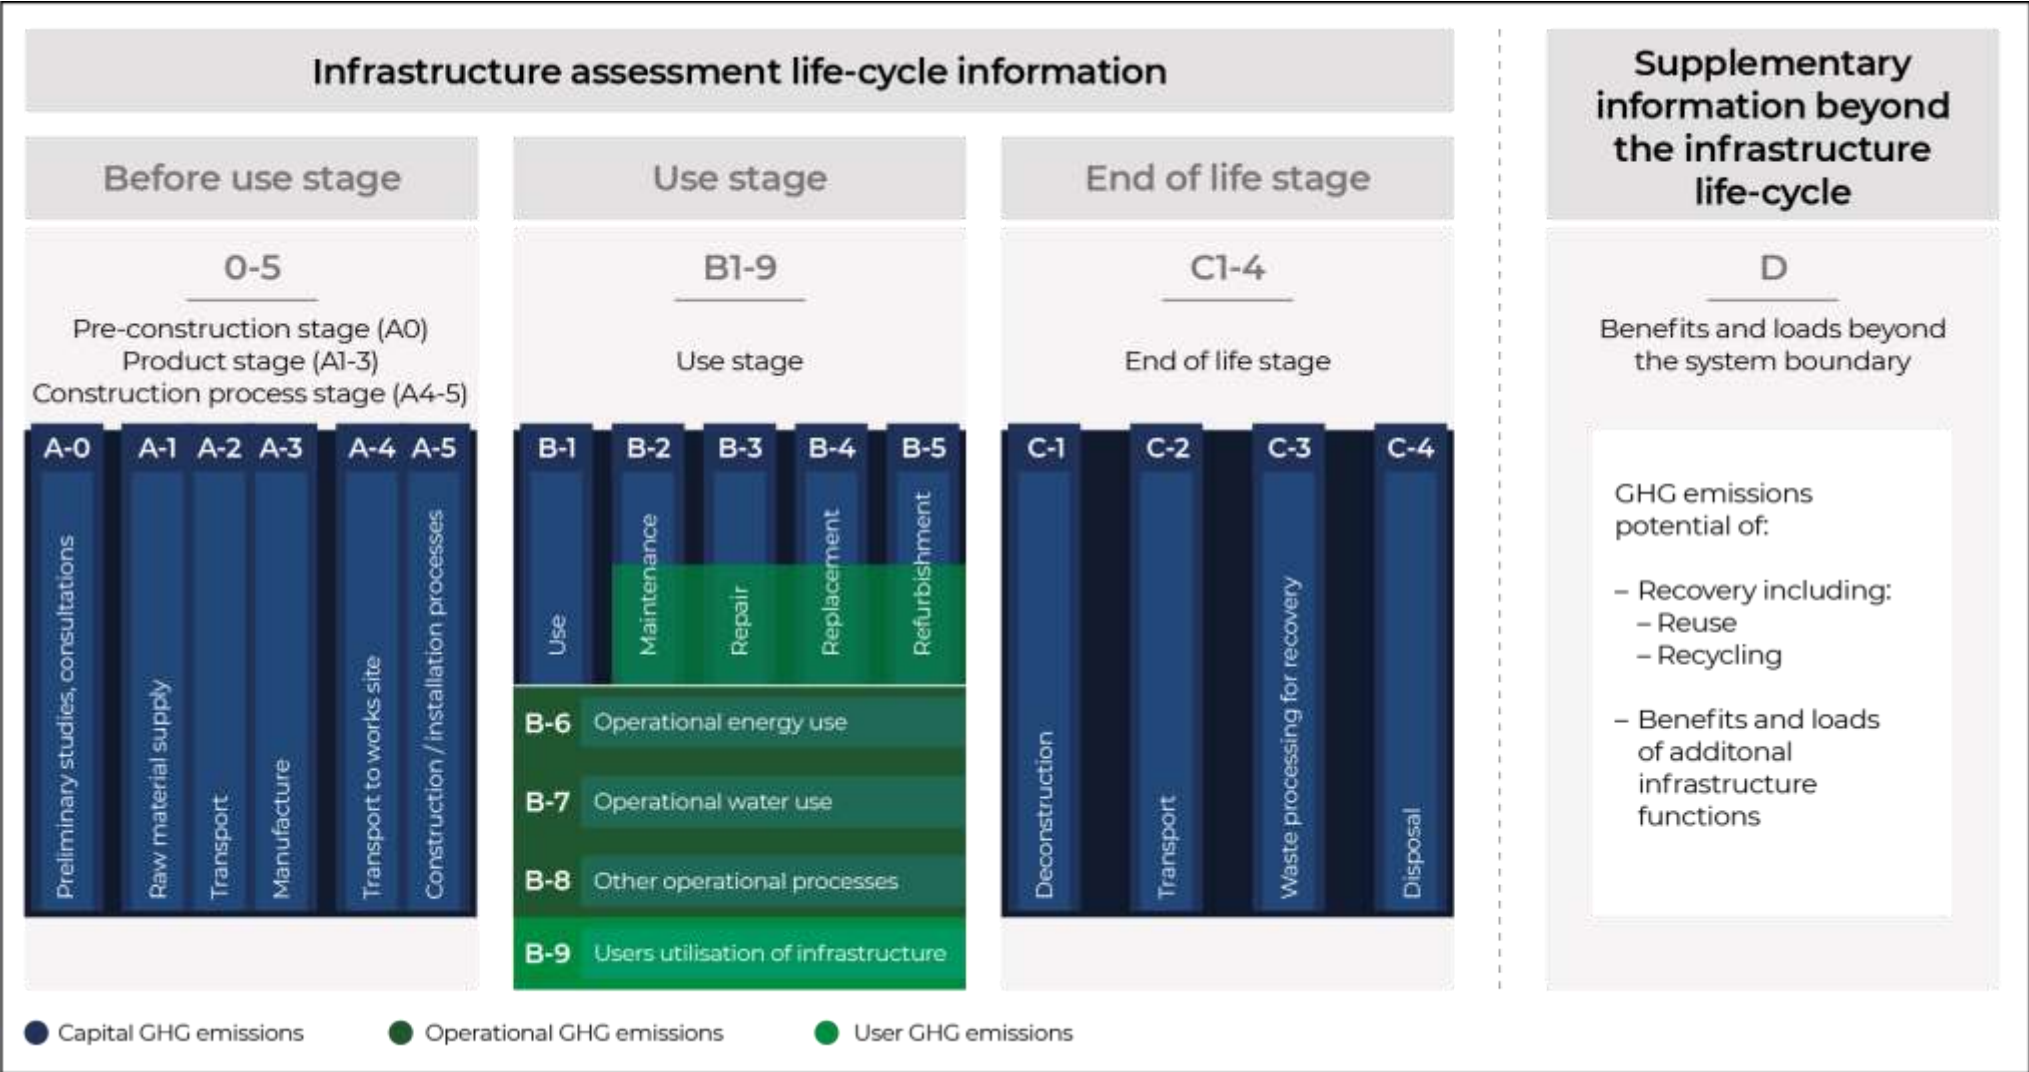 Infrastructure assessment life-cycle information
Supplementary
information beyond
the infrastructure
life-cycle
Before use stage
Use stage
End of life stage
0-5
Pre-construction stage (A0)
Product stage (A1-3)
Construction process stage (A4-5)
B1-9
Use stage
C1-4
End of life stage
D
Benefits and loads beyond
the system boundary
A-0
Preliminary studies, consultations
A-1
Raw material supply
A-2
Transport
A-3
Manufacture
A-4
Transport to works site
A-5
Construction / installation processes
B-1
Use
B-2
Maintenance
B-3
Repair
B-4
Replacement
B-5
Refurbishment
B-6 Operational energy use
B-7 Operational water use
B-8 Other operational processes
B-9 Users utilisation of infrastructure
C-1
Deconstruction
C-2
Transport
C-3
Waste processing for recovery
C-4
Disposal
GHG emissions
potential of:
– Recovery including:
– Reuse
– Recycling
– Benefits and loads
of additonal
infrastructure
functions
Capital GHG emissions
Operational GHG emissions
User GHG emissions